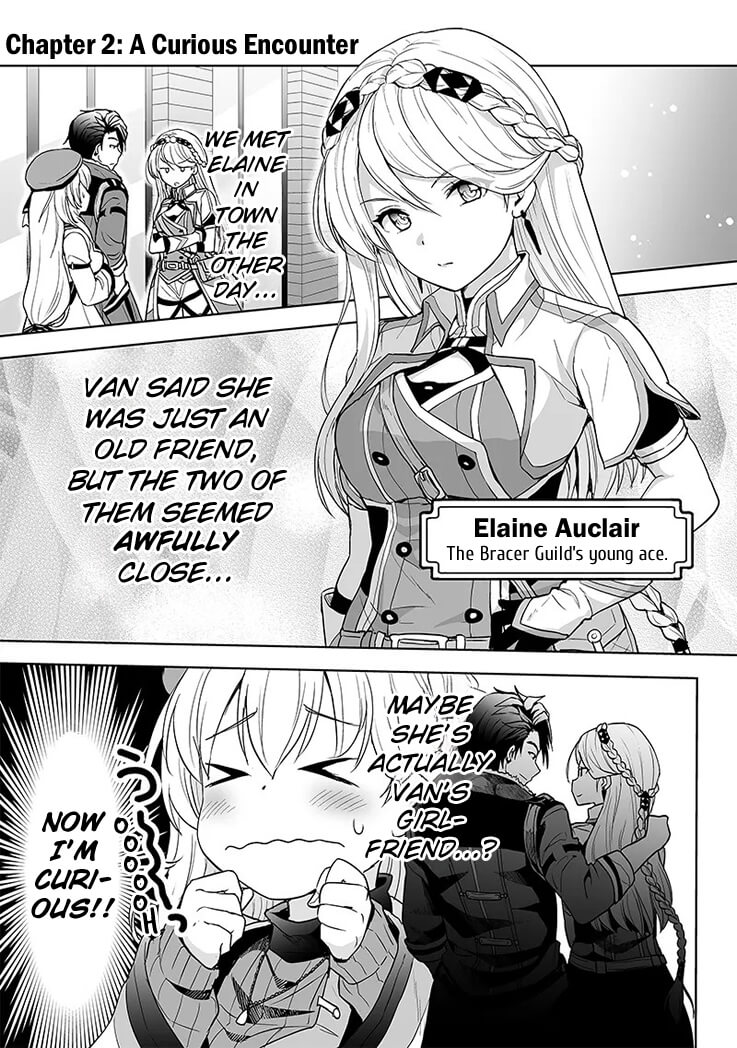 Chapter 2: A Curious Encounter
WE MET
ELAINE
IN
TOWN
THE
OTHER
DAY...
VAN SAID SHE
WAS JUST AN
OLD FRIEND,
BUT THE TWO OF
THEM SEEMED
AWFULLY
CLOSE...
Elaine Auclair
The Bracer Guild's young ace.
MAYBE
SHE'S
ACTUALLY
VAN'S
GIRL-
FRIEND...?
NOW
I'M
CURI-
OUS!!
OOOOH